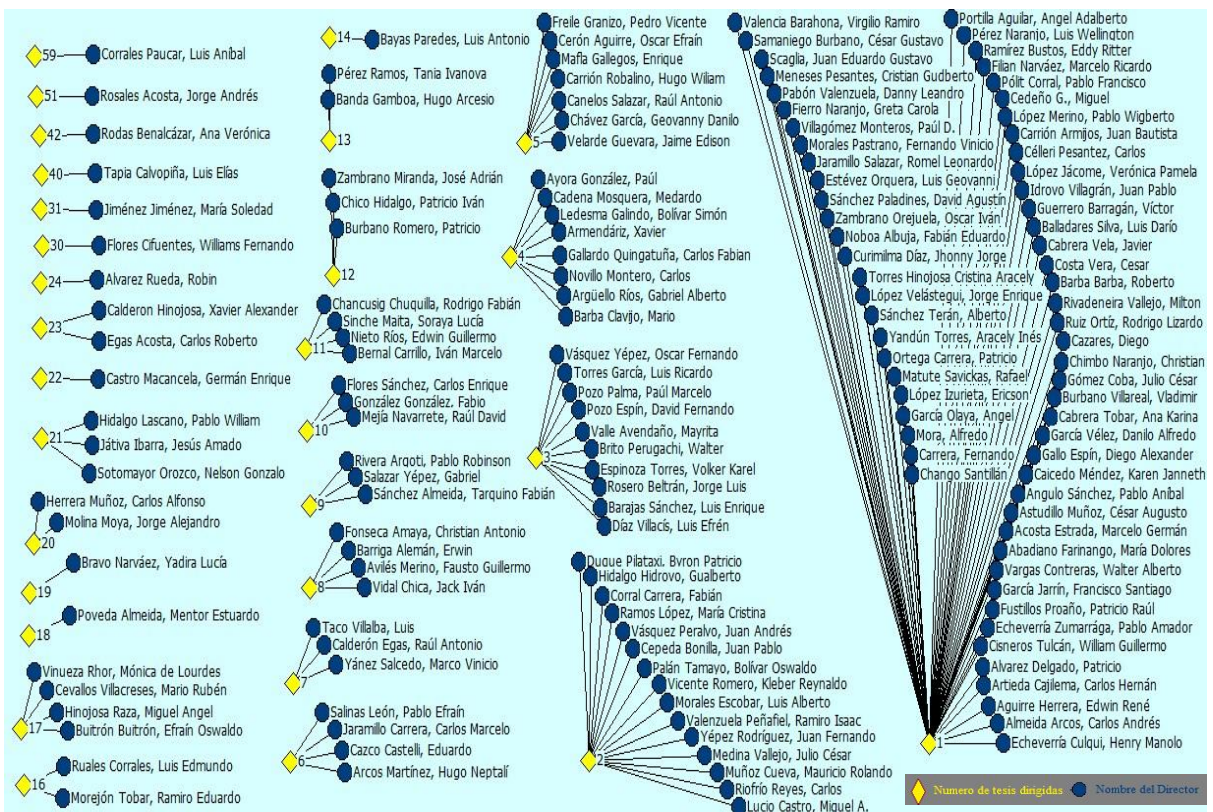 59 Corrales Paucar, Luis Aníbal
51 Rosales Acosta, Jorge Andrés
42 Rodas Benalcázar, Ana Verónica
40 Tapia Calvopiña, Luis Elías
31 Jiménez Jiménez, María Soledad
30 Flores Cifuentes, Williams Fernando
24 Alvarez Rueda, Robin
Calderon Hinojosa, Xavier Alexander
23
Egas Acosta, Carlos Roberto
22 Castro Macancela, Germán Enrique
Hidalgo Lascano, Pablo William
21
Játiva Ibarra, Jesús Amado
Sotomayor Orozco, Nelson Gonzalo
Herrera Muñoz, Carlos Alfonso
Molina Moya, Jorge Alejandro
20
Bravo Narváez, Yadira Lucía
19
Poveda Almeida, Mentor Estuardo
18
Vinueza Rhor, Mónica de Lourdes
Cevallos Villacreses, Mario Rubén
Hinojosa Raza, Miguel Angel
17
Buitrón Buitrón, Efraín Oswaldo
Ruales Corrales, Luis Edmundo
16
Morejón Tobar, Ramiro Eduardo
14 Bayas Paredes, Luis Antonio
Pérez Ramos, Tania Ivanova
Banda Gamboa, Hugo Arcesio
13
Zambrano Miranda, José Adrián
Chico Hidalgo, Patricio Iván
Burbano Romero, Patricio
12
Chancusig Chuquilla, Rodrigo Fabián
Sinche Maita, Soraya Lucía
Nieto Ríos, Edwin Guillermo
11
Bernal Carrillo, Iván Marcelo
Flores Sánchez, Carlos Enrique
González González, Fabio
Mejía Navarrete, Raúl David
10
Rivera Argoti, Pablo Robinson
Salazar Yépez, Gabriel
Sánchez Almeida, Tarquino Fabián
9
Fonseca Amaya, Christian Antonio
Barriga Alemán, Erwin
Avilés Merino, Fausto Guillermo
8
Vidal Chica, Jack Iván
Taco Villalba, Luis
Calderón Egas, Raúl Antonio
Yánez Salcedo, Marco Vinicio
7
Salinas León, Pablo Efraín
Jaramillo Carrera, Carlos Marcelo
Cazco Castelli, Eduardo
6
Arcos Martínez, Hugo Neptalí
Freile Granizo, Pedro Vicente
Cerón Aguirre, Oscar Efraín
Mafla Gallegos, Enrique
Carrión Robalino, Hugo Wiliam
Canelos Salazar, Raúl Antonio
Chávez García, Geovanny Danilo
5
Velarde Guevara, Jaime Edison
Ayora González, Paúl
Cadena Mosquera, Medardo
Ledesma Galindo, Bolívar Simón
Armendáriz, Xavier
4
Gallardo Quingatuña, Carlos Fabian
Novillo Montero, Carlos
Argüello Ríos, Gabriel Alberto
Barba Clavijo, Mario
Vásquez Yépez, Oscar Fernando
Torres García, Luis Ricardo
Pozo Palma, Paúl Marcelo
Pozo Espín, David Fernando
Valle Avendaño, Mayrita
Brito Perugachi, Walter
3
Espinoza Torres, Volker Karel
Rosero Beltrán, Jorge Luis
Barajas Sánchez, Luis Enrique
Díaz Villacís, Luis Efrén
Duque Pilataxi, Byron Patricio
Hidalgo Hidrovo, Gualberto
Corral Carrera, Fabián
Ramos López, María Cristina
Vásquez Peralvo, Juan Andrés
Cepeda Bonilla, Juan Pablo
Palán Tamayo, Bolívar Oswaldo
Vicente Romero, Kleber Reynaldo
Morales Escobar, Luis Alberto
Valenzuela Peñafiel, Ramiro Isaac
Yépez Rodríguez, Juan Fernando
2
Medina Vallejo, Julio César
Muñoz Cueva, Mauricio Rolando
Riofrío Reyes, Carlos
Lucio Castro, Miguel A.
Valencia Barahona, Virgilio Ramiro
Samaniego Burbano, César Gustavo
Scaglia, Juan Eduardo Gustavo
Meneses Pesantes, Cristian Gudberto
Pabón Valenzuela, Danny Leandro
Fierro Naranjo, Greta Carola
Villagómez Monteros, Paúl D.
Morales Pastrano, Fernando Vinicio
Jaramillo Salazar, Romel Leonardo
Estévez Orquera, Luis Geovanni
Sánchez Paladines, David Agustín
Zambrano Orejuela, Oscar Iván
Noboa Albuja, Fabián Eduardo
Curimilma Díaz, Jhonny Jorge
Torres Hinojosa Cristina Aracely
López Velástegui, Jorge Enrique
Sánchez Terán, Alberto
Yandún Torres, Aracely Inés
Ortega Carrera, Patricio
Matute Savickas, Rafael
López Izurieta, Ericson
García Olaya, Angel
Mora, Alfredo
Carrera, Fernando
Chango Santillán
Portilla Aguilar, Angel Adalberto
Pérez Naranjo, Luis Wellington
Ramírez Bustos, Eddy Ritter
Filian Narváez, Marcelo Ricardo
Pólit Corral, Pablo Francisco
Cedeño G., Miguel
López Merino, Pablo Wigberto
Carrión Armijos, Juan Bautista
Célleri Pesantez, Carlos
López Jácome, Verónica Pamela
Idrovo Villagrán, Juan Pablo
Guerrero Barragán, Víctor
Balladares Silva, Luis Darío
Cabrera Vela, Javier
Costa Vera, Cesar
Barba Barba, Roberto
Rivadeneira Vallejo, Milton
Ruiz Ortíz, Rodrigo Lizardo
Cazares, Diego
Chimbo Naranjo, Christian
Gómez Coba, Julio César
Burbano Villareal, Vladimir
Cabrera Tobar, Ana Karina
García Vélez, Danilo Alfredo
Gallo Espín, Diego Alexander
Caicedo Méndez, Karen Janneth
Angulo Sánchez, Pablo Aníbal
Astudillo Muñoz, César Augusto
Acosta Estrada, Marcelo Germán
Abadiano Farinango, María Dolores
Vargas Contreras, Walter Alberto
García Jarrín, Francisco Santiago
Fustillos Proaño, Patricio Raúl
Echeverría Zumarrága, Pablo Amador
Cisneros Tulcán, William Guillermo
Alvarez Delgado, Patricio
Artieda Cajilema, Carlos Hernán
Aguirre Herrera, Edwin René
Almeida Arcos, Carlos Andrés
1
Echeverría Culqui, Henry Manolo
Numero de tesis dirigidas Nombre del Director